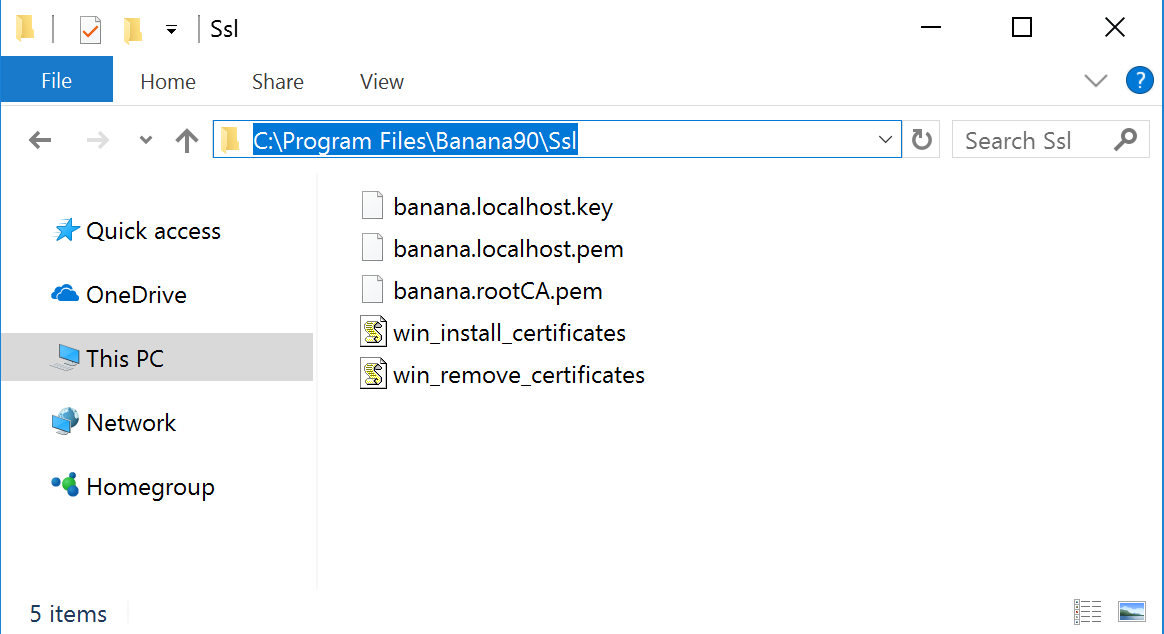 Ssl
File Home Share View ?
C:\Program Files\Banana90\Ssl
Search Ssl
Quick access
OneDrive
This PC
Network
Homegroup
banana.localhost.key
banana.localhost.pem
banana.rootCA.pem
win_install_certificates
win_remove_certificates
5 items